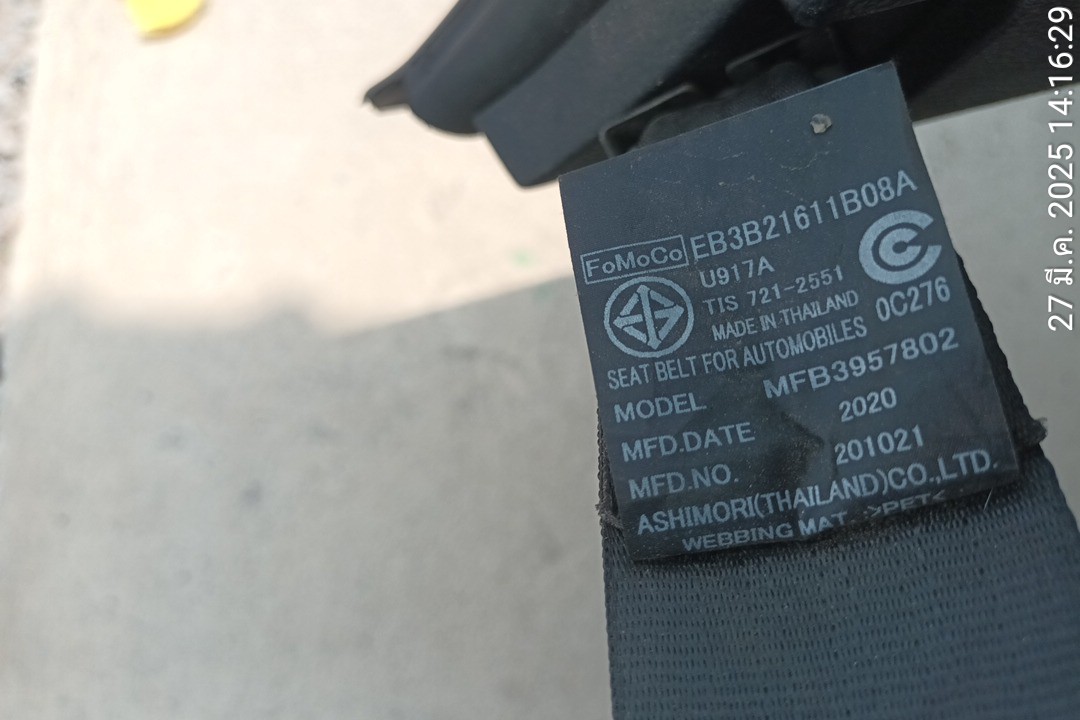 FoMoCo EB3B21611B08A
U917A
TIS 721-2551
MADE IN THAILAND 0C276
SEAT BELT FOR AUTOMOBILES
MODEL MFB3957802
MFD.DATE 2020
MFD.NO. 201021
ASHIMORI(THAILAND)CO.,LTD.
WEBBING MAT. >PET<
27 มี.ค. 2025 14:16:29